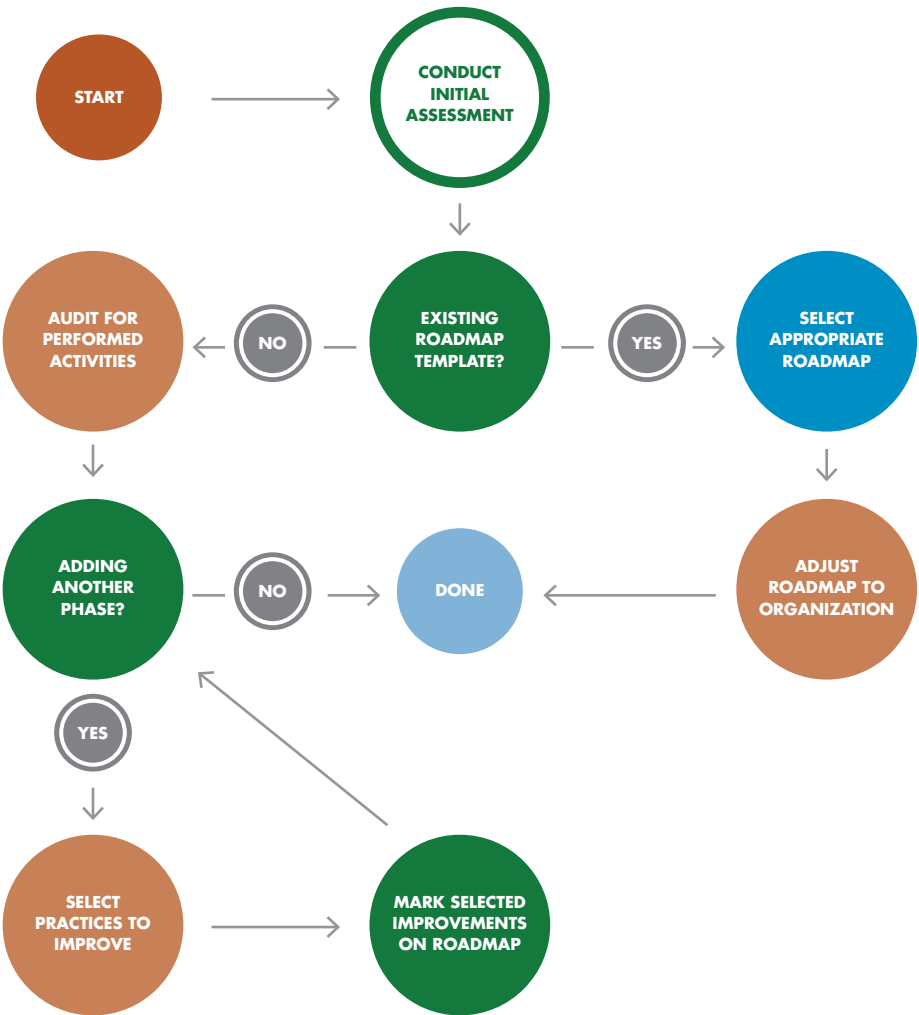 START
CONDUCT
INITIAL
ASSESSMENT
AUDIT FOR
PERFORMED
ACTIVITIES
NO
EXISTING
ROADMAP
TEMPLATE?
YES
SELECT
APPROPRIATE
ROADMAP
ADDING
ANOTHER
PHASE?
NO
DONE
ADJUST
ROADMAP TO
ORGANIZATION
YES
SELECT
PRACTICES TO
IMPROVE
MARK SELECTED
IMPROVEMENTS
ON ROADMAP